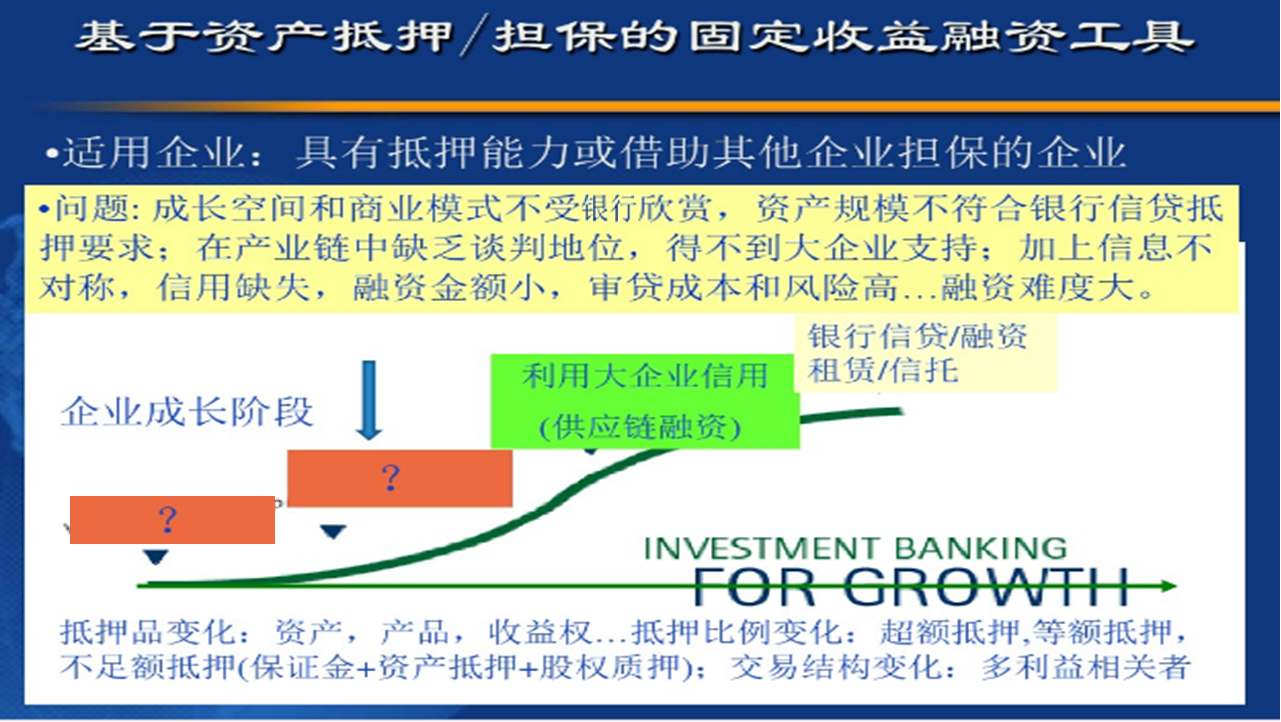 基于资产抵押/担保的固定收益融资工具
•适用企业：具有抵押能力或借助其他企业担保的企业
•问题: 成长空间和商业模式不受银行欣赏，资产规模不符合银行信贷抵
押要求；在产业链中缺乏谈判地位，得不到大企业支持；加上信息不
对称，信用缺失，融资金额小，审贷成本和风险高…融资难度大。
银行信贷/融资
租赁/信托
利用大企业信用
(供应链融资)
企业成长阶段
？
？
INVESTMENT BANKING
FOR GROWTH
抵押品变化：资产，产品，收益权…抵押比例变化：超额抵押,等额抵押，
不足额抵押(保证金+资产抵押+股权质押)；交易结构变化：多利益相关者